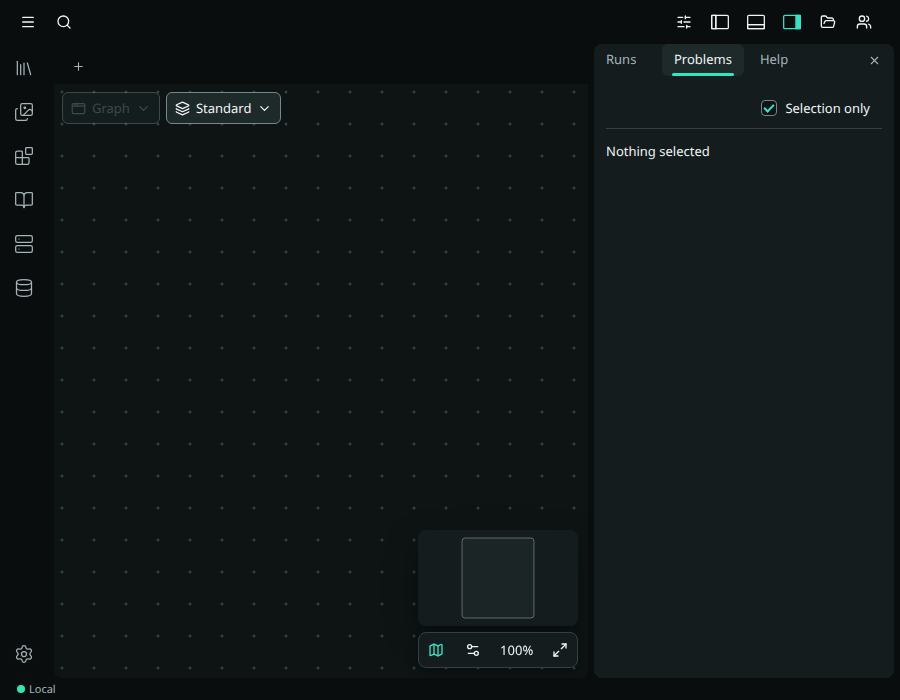 Runs
Problems
Help
Graph
Standard
Selection only
Nothing selected
100%
Local